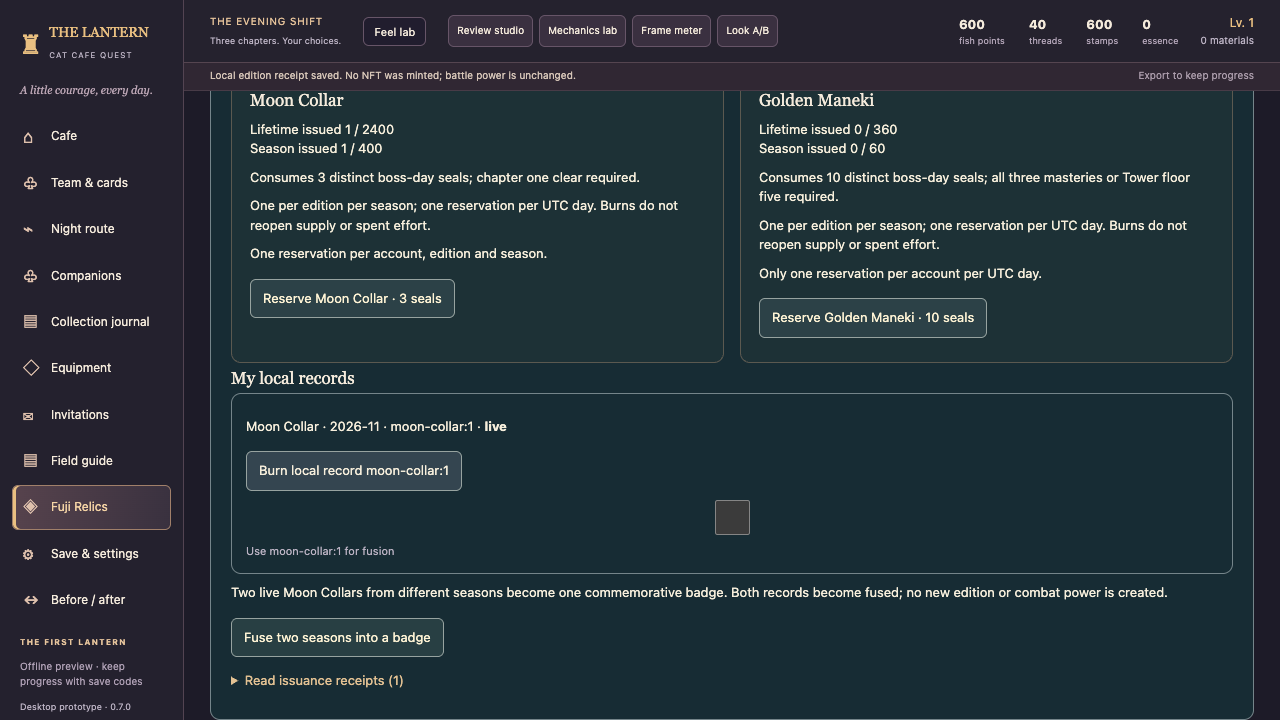 THE LANTERN
CAT CAFE QUEST
A little courage, every day.
Cafe
Team & cards
Night route
Companions
Collection journal
Equipment
Invitations
Field guide
Fuji Relics
Save & settings
Before / after
THE FIRST LANTERN
Offline preview · keep
progress with save codes
Desktop prototype · 0.7.0
THE EVENING SHIFT
Three chapters. Your choices.
Feel lab
Review studio
Mechanics lab
Frame meter
Look A/B
600
fish points
40
threads
600
stamps
0
essence
Lv. 1
0 materials
Local edition receipt saved. No NFT was minted; battle power is unchanged.
Export to keep progress
Moon Collar
Lifetime issued 1 / 2400
Season issued 1 / 400
Consumes 3 distinct boss-day seals; chapter one clear required.
One per edition per season; one reservation per UTC day. Burns do not
reopen supply or spent effort.
One reservation per account, edition and season.
Reserve Moon Collar · 3 seals
Golden Maneki
Lifetime issued 0 / 360
Season issued 0 / 60
Consumes 10 distinct boss-day seals; all three masteries or Tower floor
five required.
One per edition per season; one reservation per UTC day. Burns do not
reopen supply or spent effort.
Only one reservation per account per UTC day.
Reserve Golden Maneki · 10 seals
My local records
Moon Collar · 2026-11 · moon-collar:1 · live
Burn local record moon-collar:1
Use moon-collar:1 for fusion
Two live Moon Collars from different seasons become one commemorative badge. Both records become fused; no new edition or combat power is created.
Fuse two seasons into a badge
Read issuance receipts (1)